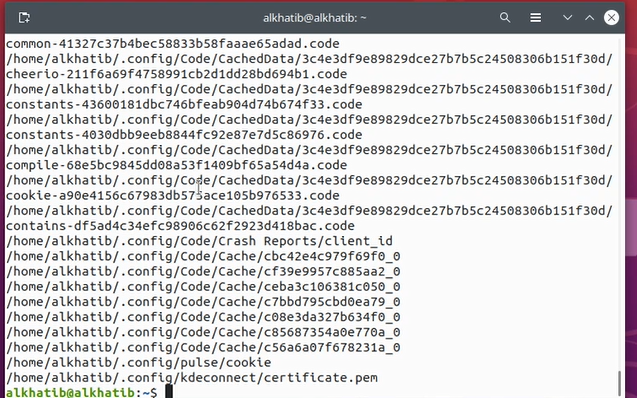 alkhatib@alkhatib: ~
common-41327c37b4bec58833b58faaae65adad.code
/home/alkhatib/.config/Code/CachedData/3c4e3df9e89829dce27b7b5c24508306b151f30d/
cheerio-211f6a69f4758991cb2d1dd28bd694b1.code
/home/alkhatib/.config/Code/CachedData/3c4e3df9e89829dce27b7b5c24508306b151f30d/
constants-43600181dbc746bfeab904d74b674f33.code
/home/alkhatib/.config/Code/CachedData/3c4e3df9e89829dce27b7b5c24508306b151f30d/
constants-4030dbb9eeb8844fc92e87e7d5c86976.code
/home/alkhatib/.config/Code/CachedData/3c4e3df9e89829dce27b7b5c24508306b151f30d/
compile-68e5bc9845dd08a53f1409bf65a54d4a.code
/home/alkhatib/.config/Code/CachedData/3c4e3df9e89829dce27b7b5c24508306b151f30d/
cookie-a90e4156c67983db575ace105b976533.code
/home/alkhatib/.config/Code/CachedData/3c4e3df9e89829dce27b7b5c24508306b151f30d/
contains-df5ad4c34efc98906c62f2923d418bac.code
/home/alkhatib/.config/Code/Crash Reports/client_id
/home/alkhatib/.config/Code/Cache/cbc42e4c979f69f0_0
/home/alkhatib/.config/Code/Cache/cf39e9957c885aa2_0
/home/alkhatib/.config/Code/Cache/ceba3c106381c050_0
/home/alkhatib/.config/Code/Cache/c7bbd795cbd0ea79_0
/home/alkhatib/.config/Code/Cache/c08e3da327b634f0_0
/home/alkhatib/.config/Code/Cache/c85687354a0e770a_0
/home/alkhatib/.config/Code/Cache/c56a6a07f678231a_0
/home/alkhatib/.config/pulse/cookie
/home/alkhatib/.config/kdeconnect/certificate.pem
alkhatib@alkhatib:~$